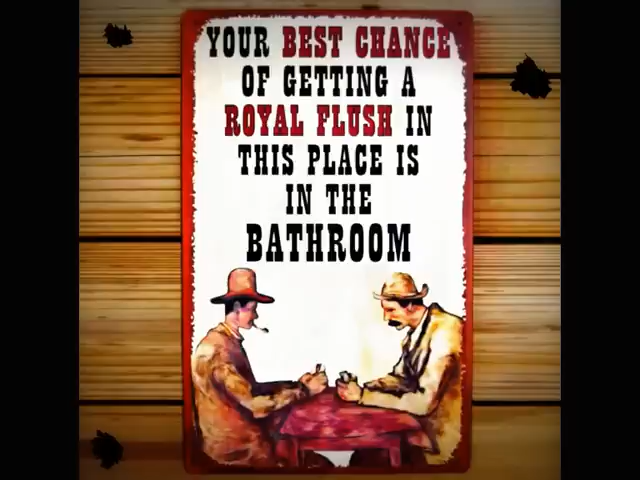 YOUR BEST CHANCE
OF GETTING A
ROYAL FLUSH IN
THIS PLACE IS
IN THE
BATHROOM